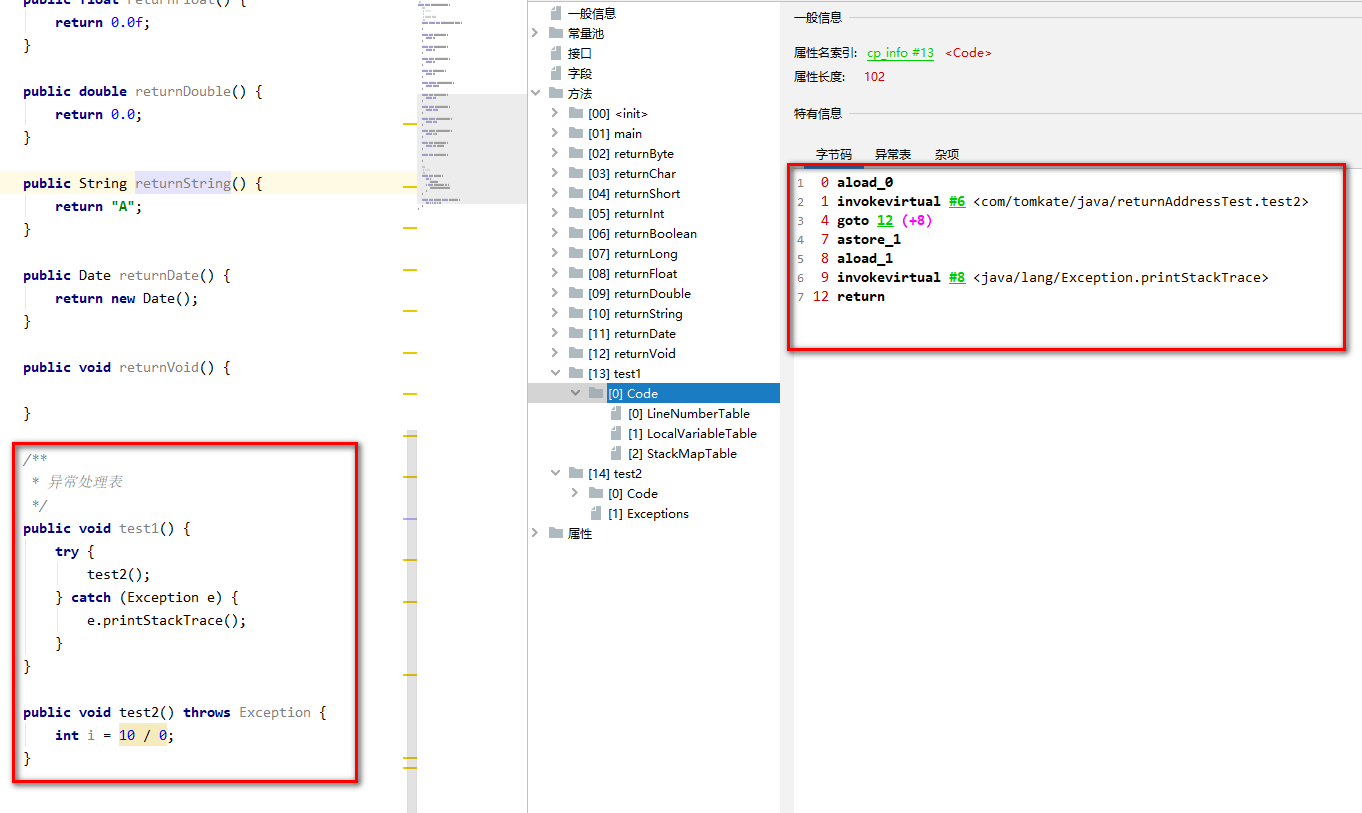 public float returnFloat() {
    return 0.0f;
}
public double returnDouble() {
    return 0.0;
}
public String returnString() {
    return "A";
}
public Date returnDate() {
    return new Date();
}
public void returnVoid() {
}
/**
 * 异常处理表
 */
public void test1() {
    try {
        test2();
    } catch (Exception e) {
        e.printStackTrace();
    }
}
public void test2() throws Exception {
    int i = 10 / 0;
}
一般信息
常量池
接口
字段
方法
[00] <init>
[01] main
[02] returnByte
[03] returnChar
[04] returnShort
[05] returnInt
[06] returnBoolean
[07] returnLong
[08] returnFloat
[09] returnDouble
[10] returnString
[11] returnDate
[12] returnVoid
[13] test1
[0] Code
[0] LineNumberTable
[1] LocalVariableTable
[2] StackMapTable
[14] test2
[0] Code
[1] Exceptions
属性
一般信息
属性名索引: cp_info #13 <Code>
属性长度: 102
特有信息
字节码 异常表 杂项
1 0 aload_0
2 1 invokevirtual #6 <com/tomkate/java/returnAddressTest.test2>
3 4 goto 12 (+8)
4 7 astore_1
5 8 aload_1
6 9 invokevirtual #8 <java/lang/Exception.printStackTrace>
7 12 return